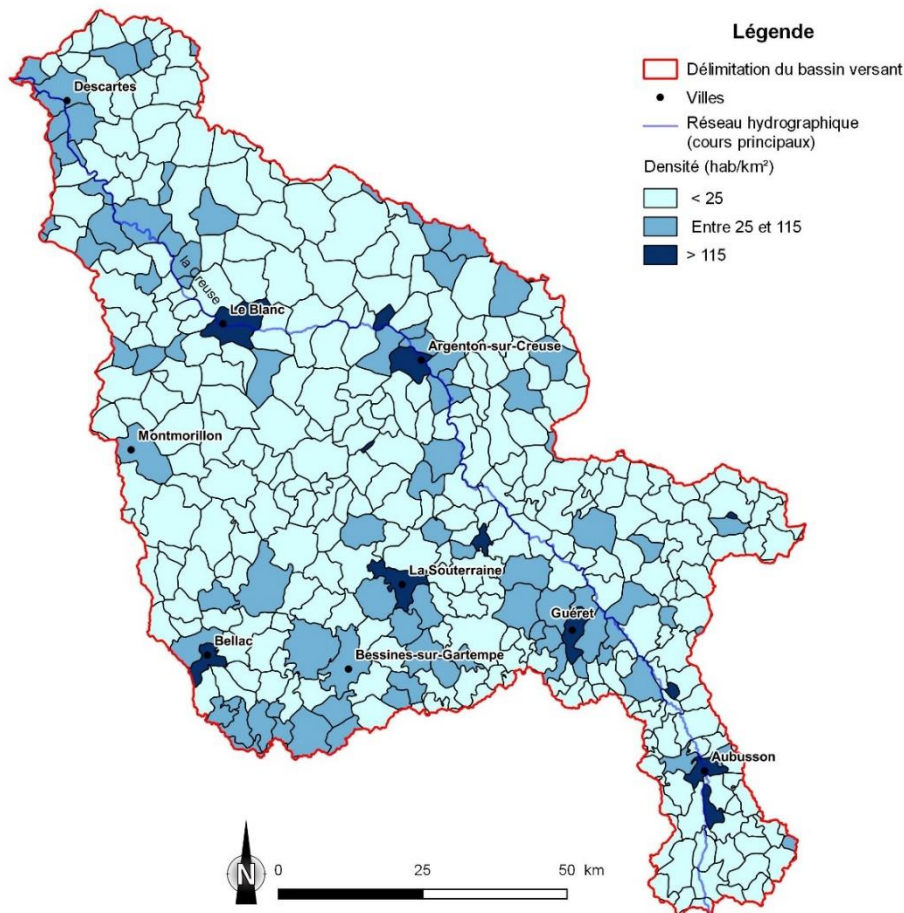 Légende
Délimitation du bassin versant
Villes
Réseau hydrographique
(cours principaux)
Densité (hab/km²)
< 25
Entre 25 et 115
> 115
Descartes
la Creuse
Le Blanc
Argenton-sur-Creuse
Montmorillon
La Souterraine
Guéret
Bellac
Bessines-sur-Gartempe
Aubusson
N
0 25 50 km